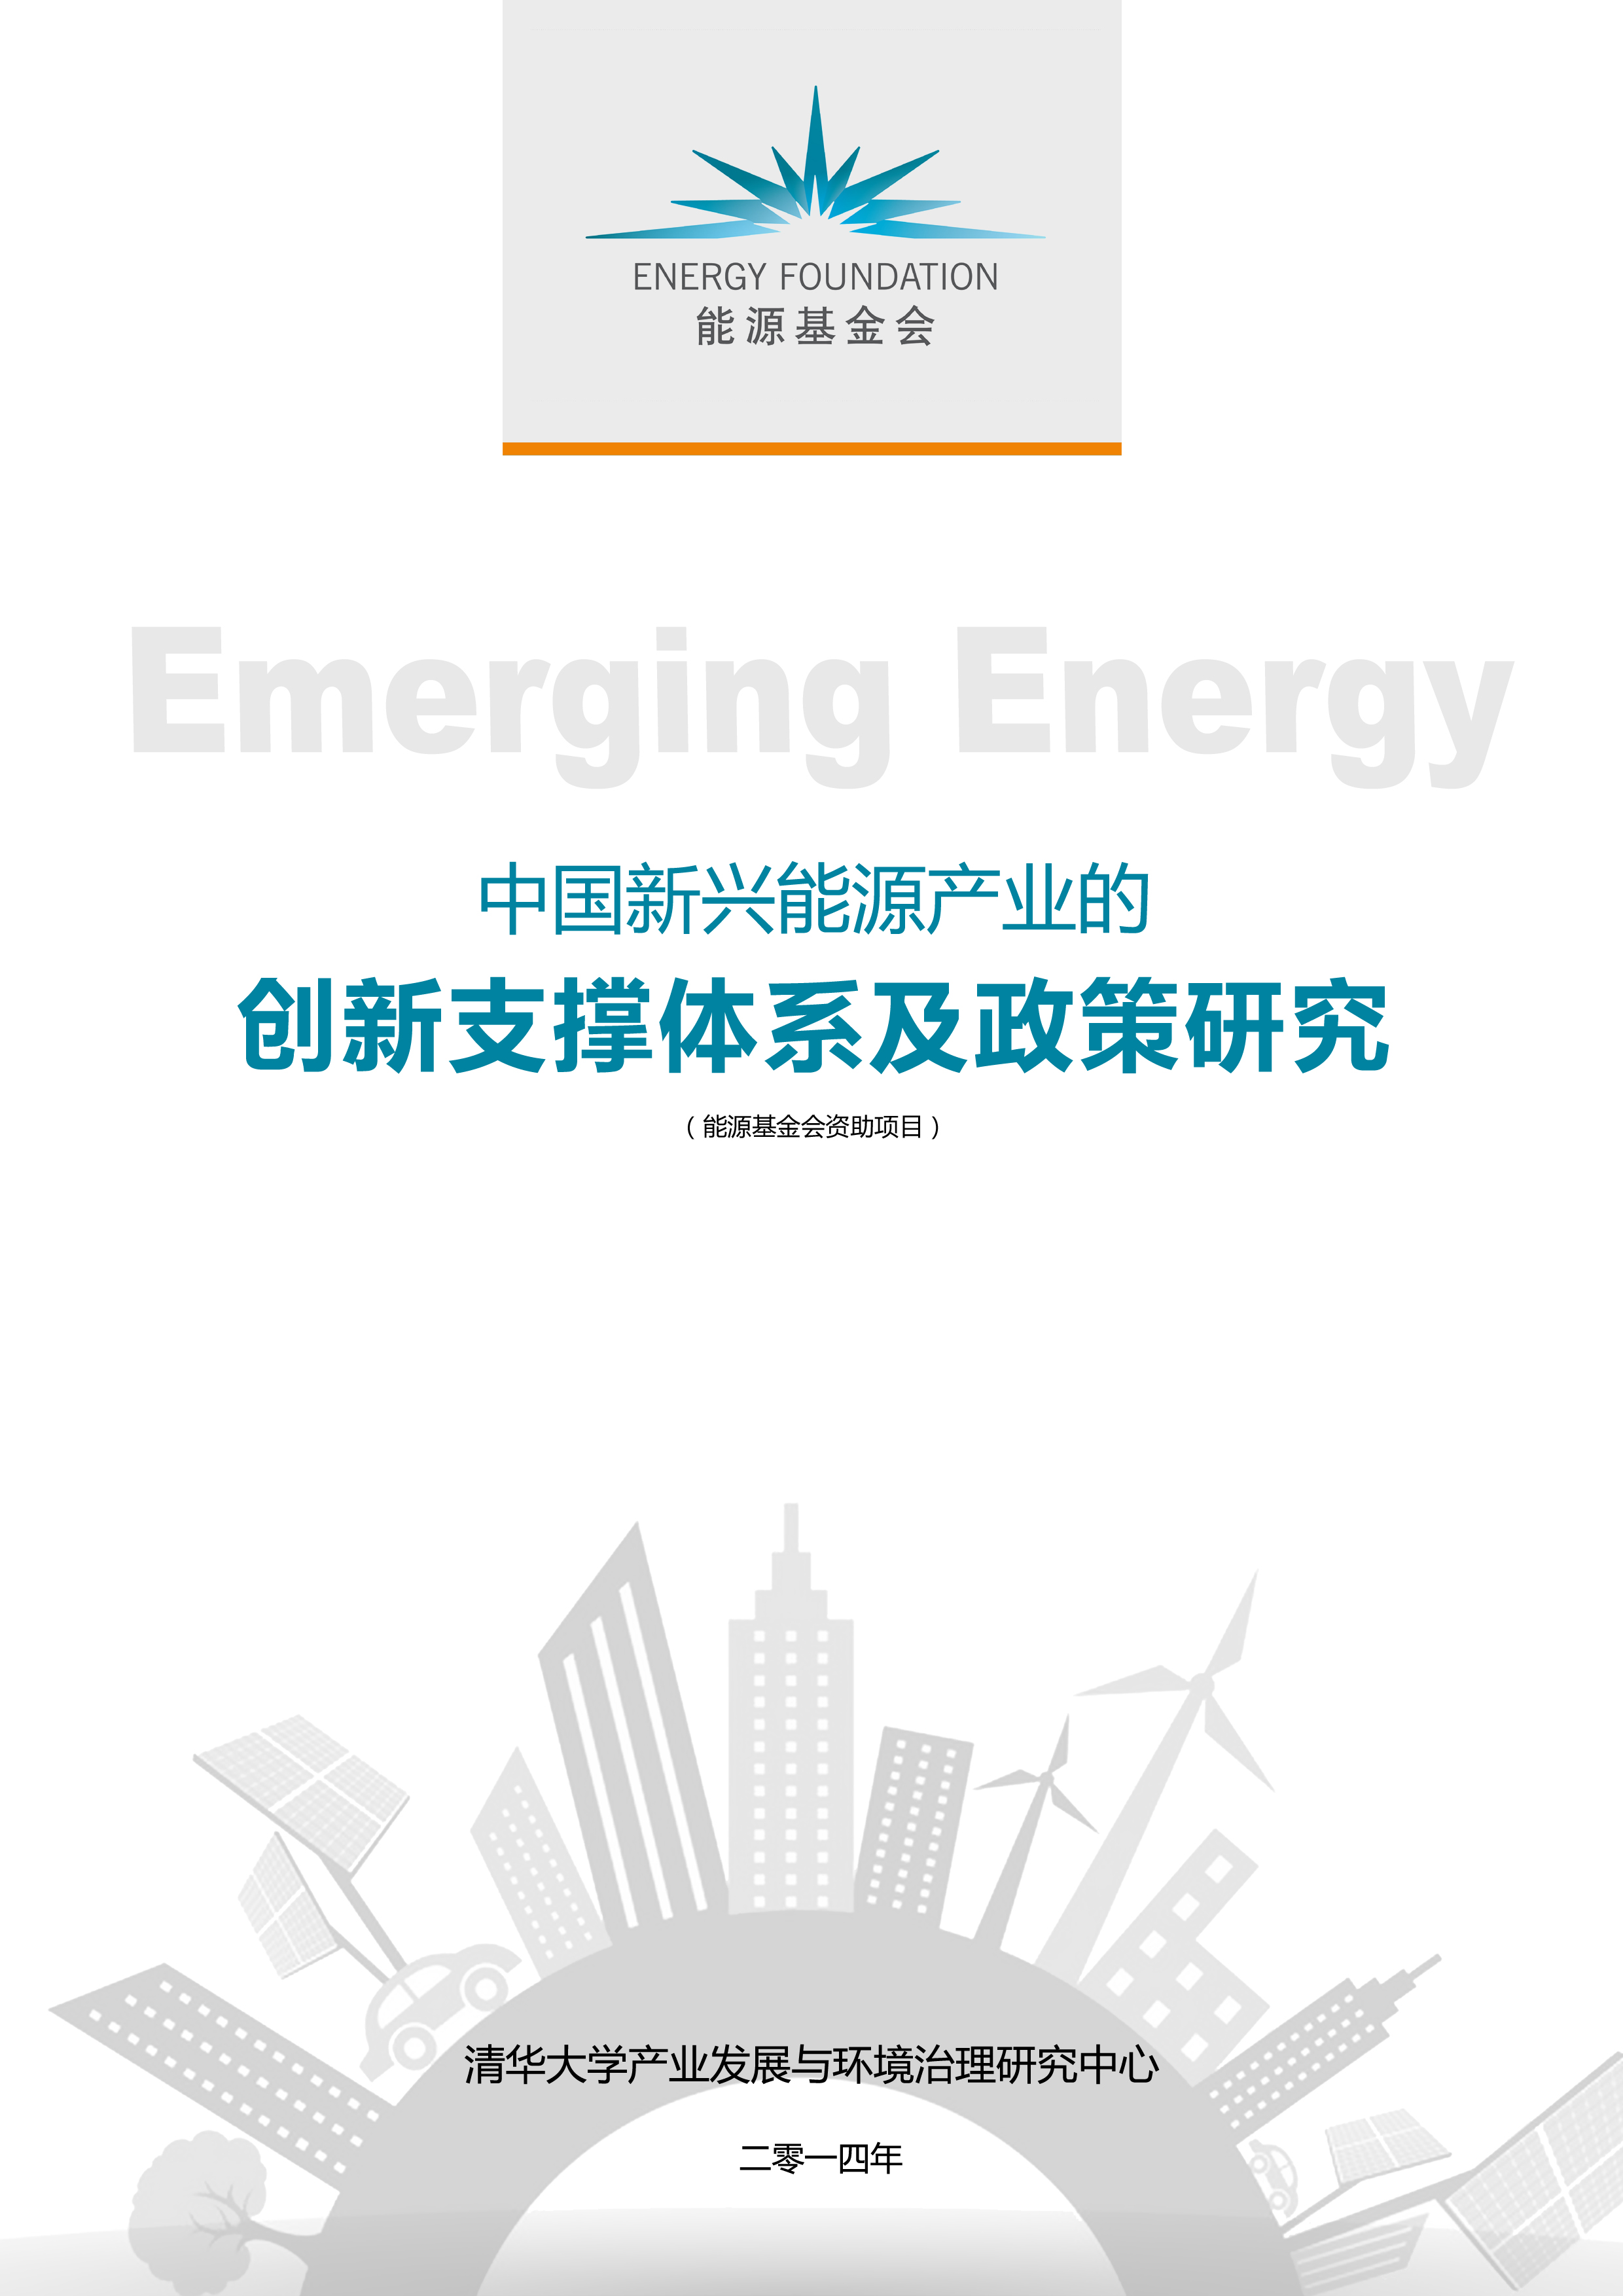 ENERGY FOUNDATION
能源基金会
Emerging Energy
中国新兴能源产业的
创新支撑体系及政策研究
（能源基金会资助项目）
清华大学产业发展与环境治理研究中心
二零一四年